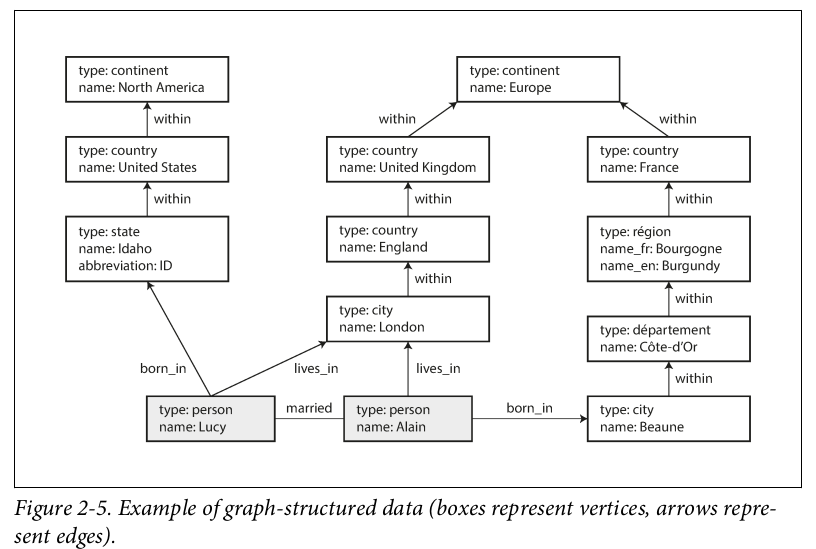 type: continent
name: North America
type: continent
name: Europe
within
within
within
type: country
name: United States
type: country
name: United Kingdom
type: country
name: France
within
within
within
type: state
name: Idaho
abbreviation: ID
type: country
name: England
type: région
name_fr: Bourgogne
name_en: Burgundy
within
within
type: city
name: London
type: département
name: Côte-d'Or
born_in
lives_in
lives_in
within
type: person
name: Lucy
married
type: person
name: Alain
born_in
type: city
name: Beaune
Figure 2-5. Example of graph-structured data (boxes represent vertices, arrows repre-
sent edges).